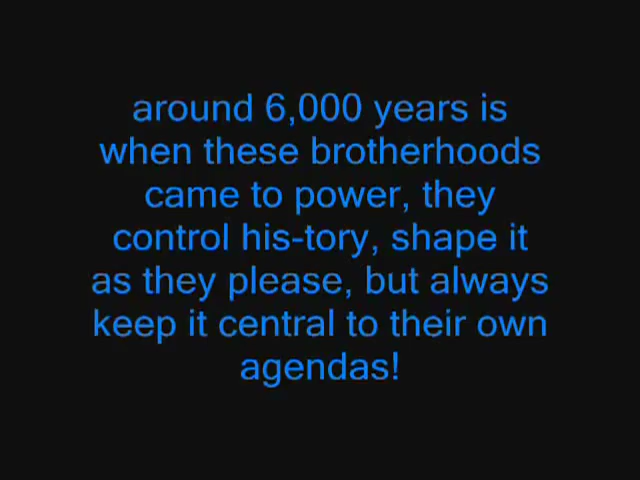 around 6,000 years is
when these brotherhoods
came to power, they
control his-tory, shape it
as they please, but always
keep it central to their own
agendas!